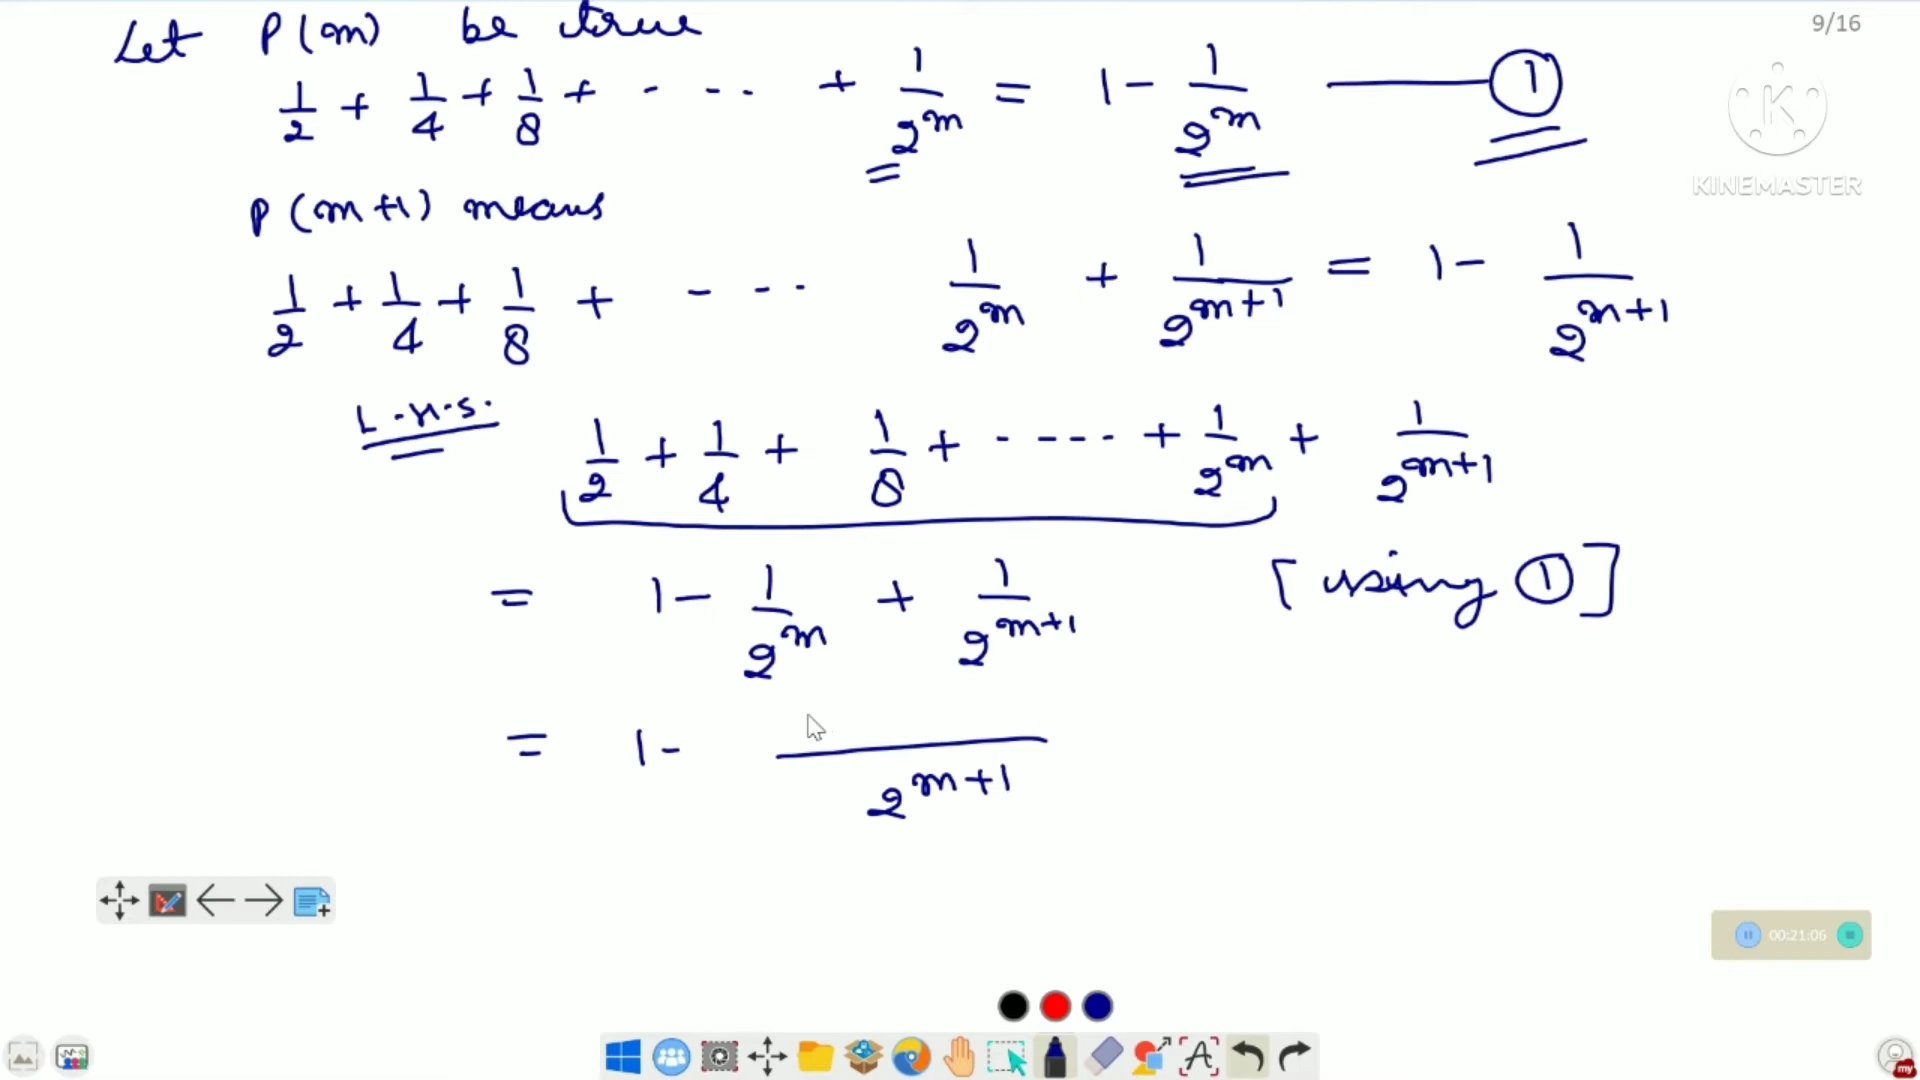 Let P(m) be true
9/16
1/2 + 1/4 + 1/8 + - -- + 1/2^m = 1 - 1/2^m —— ①
KINEMASTER
P(m+1) means
1/2 + 1/4 + 1/8 + - -- 1/2^m + 1/2^(m+1) = 1 - 1/2^(m+1)
L.H.S. 1/2 + 1/4 + 1/8 + ---- + 1/2^m + 1/2^(m+1)
= 1 - 1/2^m + 1/2^(m+1) [using ①]
= 1 - /2^(m+1)
00:21:06
my